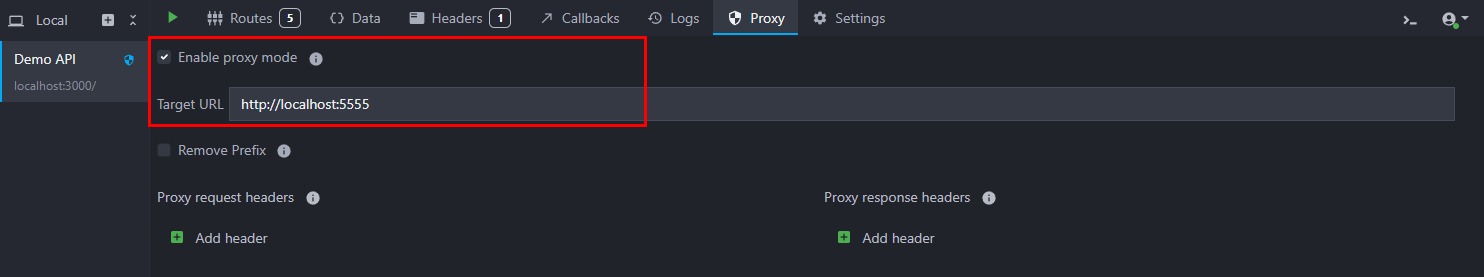 Local Routes 5 Data Headers 1 Callbacks Logs Proxy Settings
Demo API
localhost:3000/
Enable proxy mode
Target URL http://localhost:5555
Remove Prefix
Proxy request headers Proxy response headers
Add header Add header